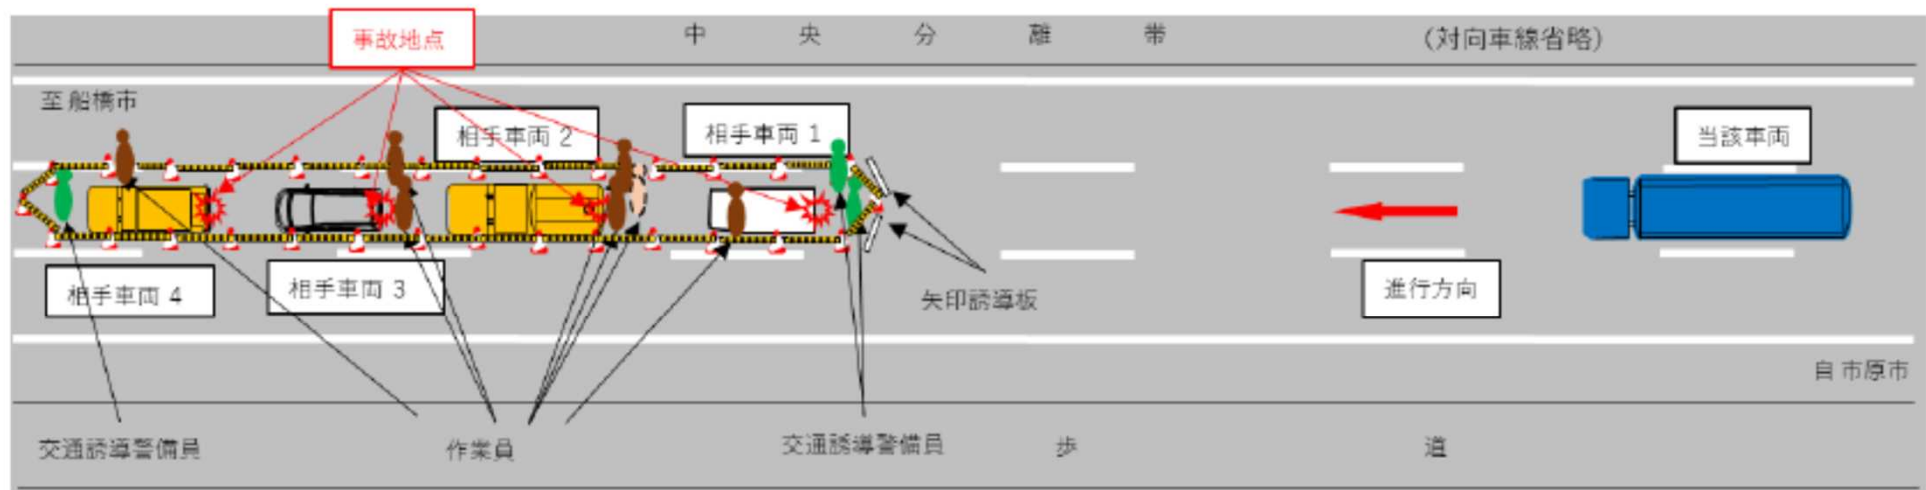 事故地点
中央分離帯
(対向車線省略)
至 船橋市
相手車両 2
相手車両 1
当該車両
相手車両 4
相手車両 3
矢印誘導板
進行方向
自 市原市
交通誘導警備員
作業員
交通誘導警備員
歩道